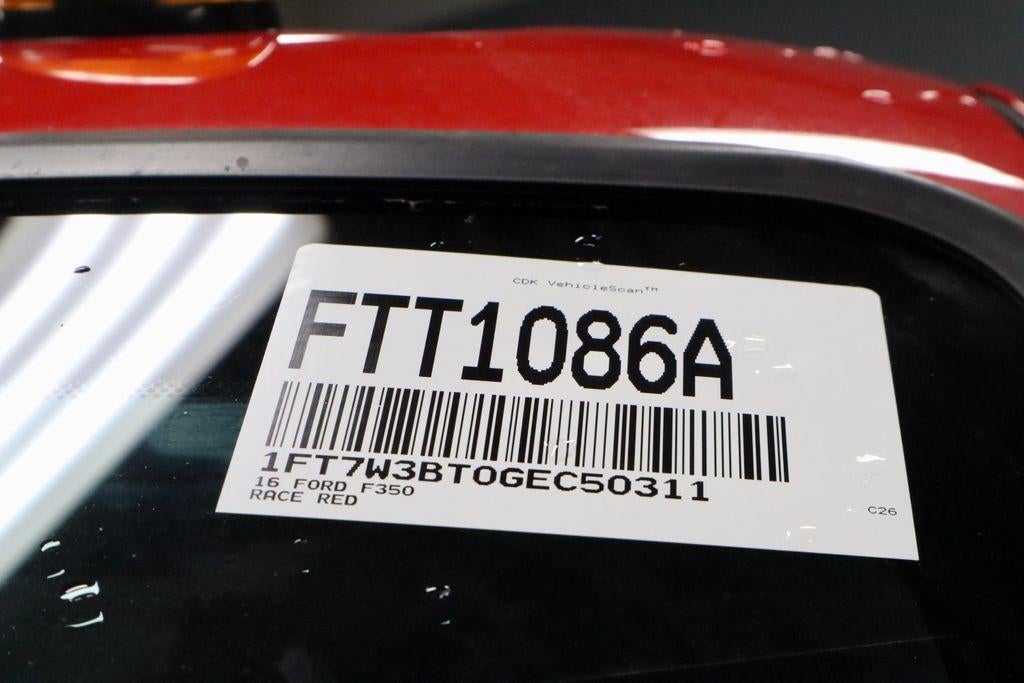 CDK VehicleScan™
FTT1086A
1FT7W3BT0GEC50311
16 FORD F350
RACE RED
C26